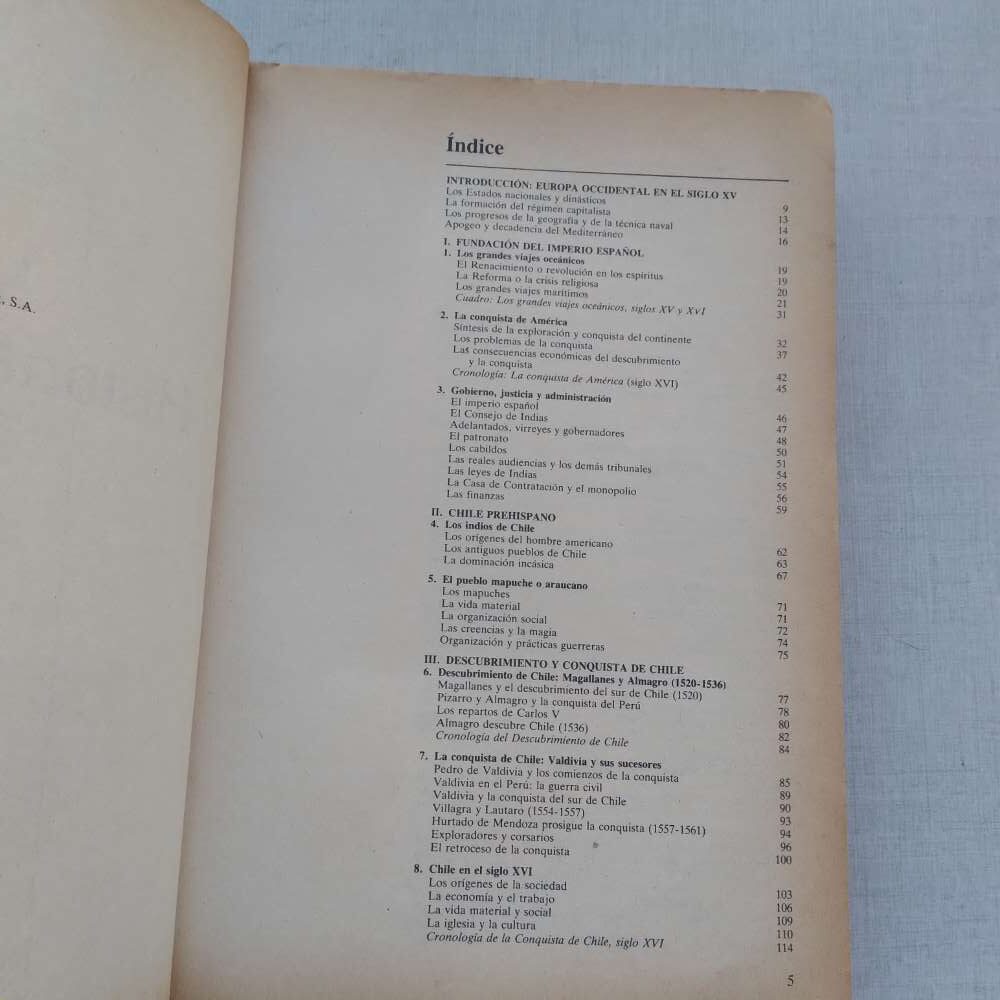 , S.A.
Índice
INTRODUCCIÓN: EUROPA OCCIDENTAL EN EL SIGLO XV
Los Estados nacionales y dinásticos 9
La formación del régimen capitalista 13
Los progresos de la geografía y de la técnica naval 14
Apogeo y decadencia del Mediterráneo 16
I. FUNDACIÓN DEL IMPERIO ESPAÑOL
1. Los grandes viajes oceánicos 19
El Renacimiento o revolución en los espíritus 19
La Reforma o la crisis religiosa 20
Los grandes viajes marítimos 21
Cuadro: Los grandes viajes oceánicos, siglos XV y XVI 31
2. La conquista de América
Síntesis de la exploración y conquista del continente 32
Los problemas de la conquista 37
Las consecuencias económicas del descubrimiento
y la conquista 42
Cronología: La conquista de América (siglo XVI) 45
3. Gobierno, justicia y administración
El imperio español 46
El Consejo de Indias 47
Adelantados, virreyes y gobernadores 48
El patronato 50
Los cabildos 51
Las reales audiencias y los demás tribunales 54
Las leyes de Indias 55
La Casa de Contratación y el monopolio 56
Las finanzas 59
II. CHILE PREHISPANO
4. Los indios de Chile
Los orígenes del hombre americano 62
Los antiguos pueblos de Chile 63
La dominación incásica 67
5. El pueblo mapuche o araucano
Los mapuches 71
La vida material 71
La organización social 72
Las creencias y la magia 74
Organización y prácticas guerreras 75
III. DESCUBRIMIENTO Y CONQUISTA DE CHILE
6. Descubrimiento de Chile: Magallanes y Almagro (1520-1536)
Magallanes y el descubrimiento del sur de Chile (1520) 77
Pizarro y Almagro y la conquista del Perú 78
Los repartos de Carlos V 80
Almagro descubre Chile (1536) 82
Cronología del Descubrimiento de Chile 84
7. La conquista de Chile: Valdivia y sus sucesores
Pedro de Valdivia y los comienzos de la conquista 85
Valdivia en el Perú: la guerra civil 89
Valdivia y la conquista del sur de Chile 90
Villagra y Lautaro (1554-1557) 93
Hurtado de Mendoza prosigue la conquista (1557-1561) 94
Exploradores y corsarios 96
El retroceso de la conquista 100
8. Chile en el siglo XVI
Los orígenes de la sociedad 103
La economía y el trabajo 106
La vida material y social 109
La iglesia y la cultura 110
Cronología de la Conquista de Chile, siglo XVI 114
5